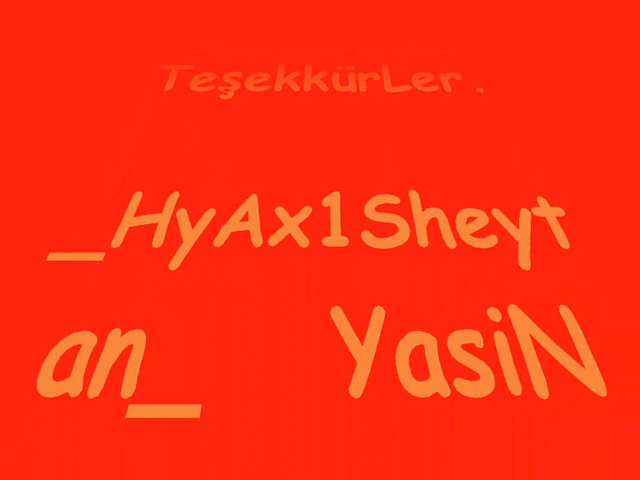 TeşekkürLer .
_HyAx1Sheyt
an_ YasiN